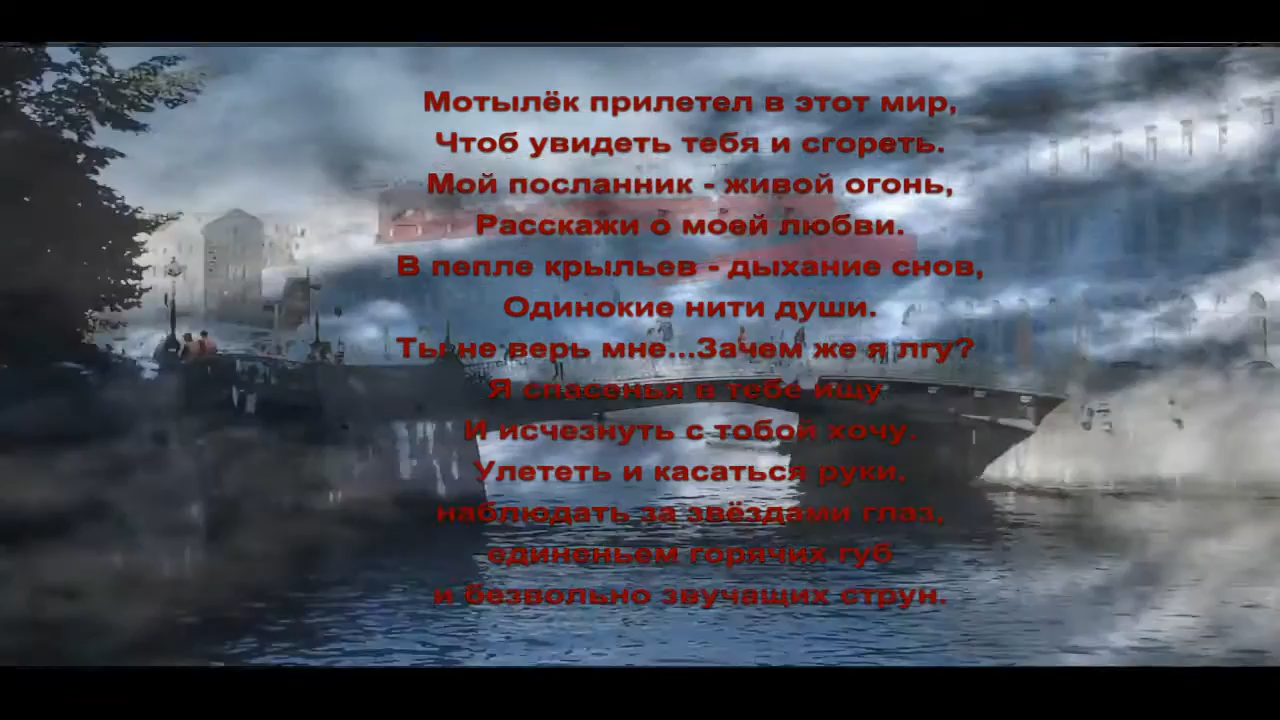 Мотылёк прилетел в этот мир,
Чтоб увидеть тебя и сгореть.
Мой посланник - живой огонь,
Расскажи о моей любви.
В пепле крыльев - дыхание снов,
Одинокие нити души.
Ты не верь мне...Зачем же я лгу?
Я спасенья в тебе ищу
И исчезнуть с тобой хочу.
Улететь и касаться руки,
наблюдать за звёздами глаз,
единеньем горячих губ
и безвольно звучащих струн.